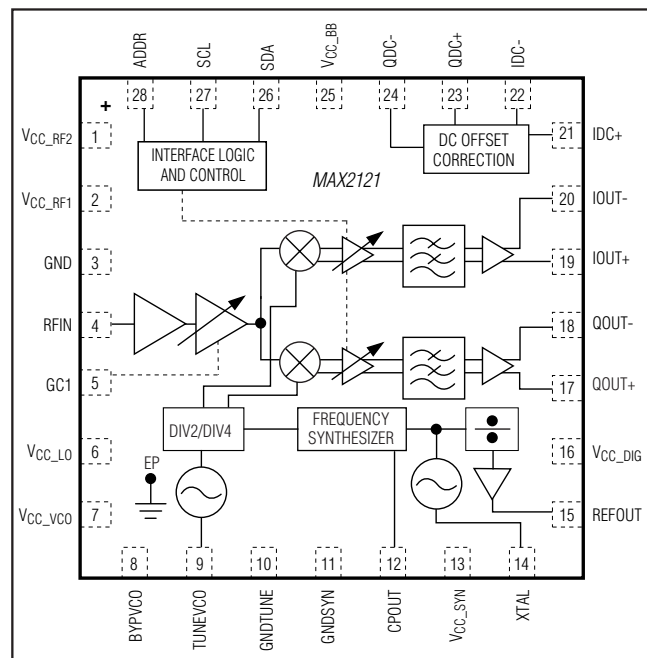 ADDR
SCL
SDA
VCC_BB
QDC-
QDC+
IDC-
28
27
26
25
24
23
22
+
VCC_RF2
1
INTERFACE LOGIC
AND CONTROL
MAX2121
DC OFFSET
CORRECTION
21
IDC+
VCC_RF1
2
20
IOUT-
GND
3
19
IOUT+
RFIN
4
18
QOUT-
GC1
5
17
QOUT+
DIV2/DIV4
FREQUENCY
SYNTHESIZER
VCC_LO
6
16
VCC_DIG
EP
VCC_VCO
7
15
REFOUT
8
9
10
11
12
13
14
BYPVCO
TUNEVCO
GNDTUNE
GNDSYN
CPOUT
VCC_SYN
XTAL